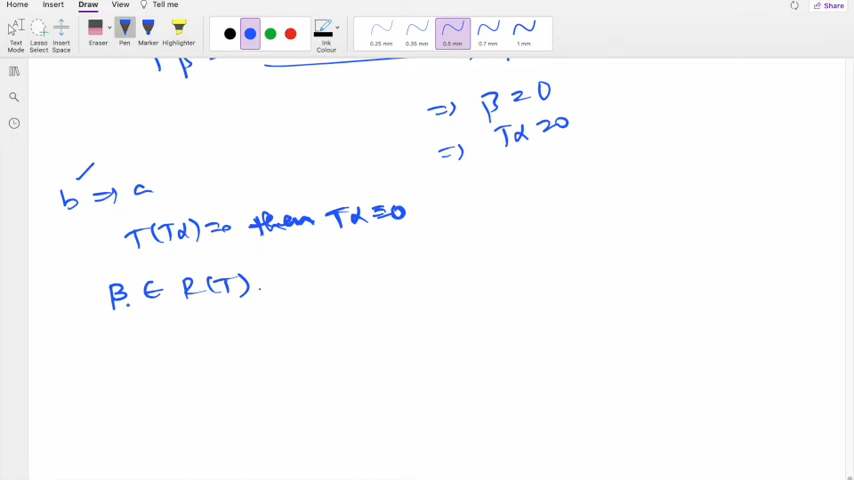 Home Insert Draw View Tell me
Share
Text Mode
Lasso Select
Insert Space
Eraser
Pen
Marker
Highlighter
Ink Colour
0.25 mm
0.35 mm
0.5 mm
0.7 mm
1 mm
=> β = 0
=> Tα = 0
b => a
T(Tα) = 0 then Tα = 0
β ∈ R(T).